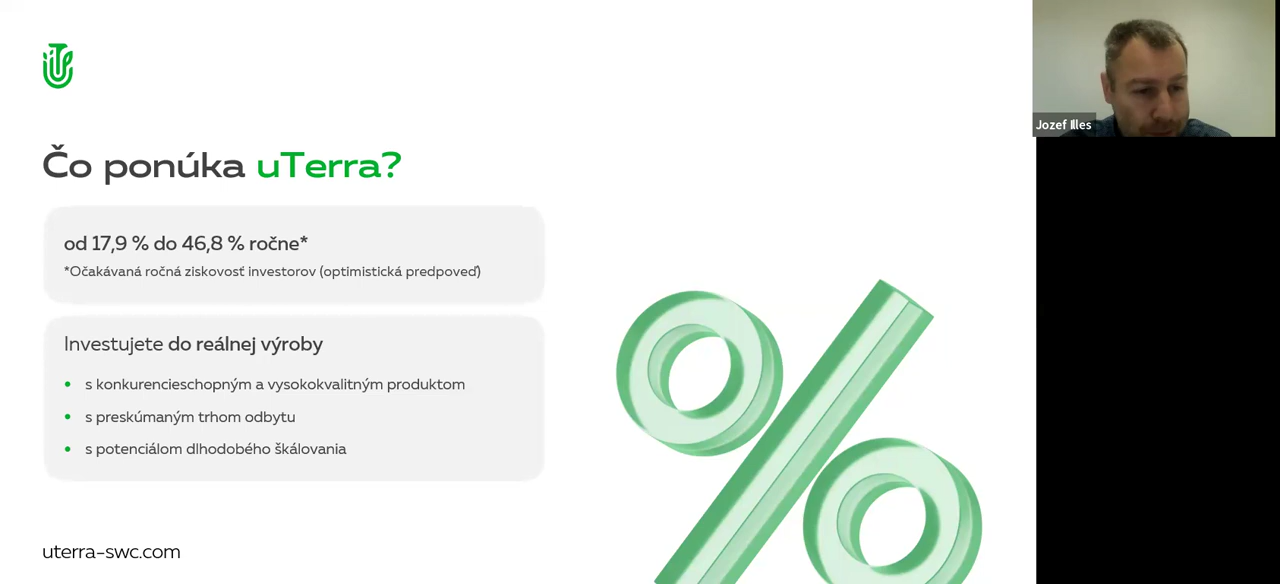 Čo ponúka uTerra?
od 17,9 % do 46,8 % ročne*
*Očakávaná ročná ziskovosť investorov (optimistická predpoveď)
Investujete do reálnej výroby
• s konkurencieschopným a vysokokvalitným produktom
• s preskúmaným trhom odbytu
• s potenciálom dlhodobého škálovania
uterra-swc.com
Jozef Illes